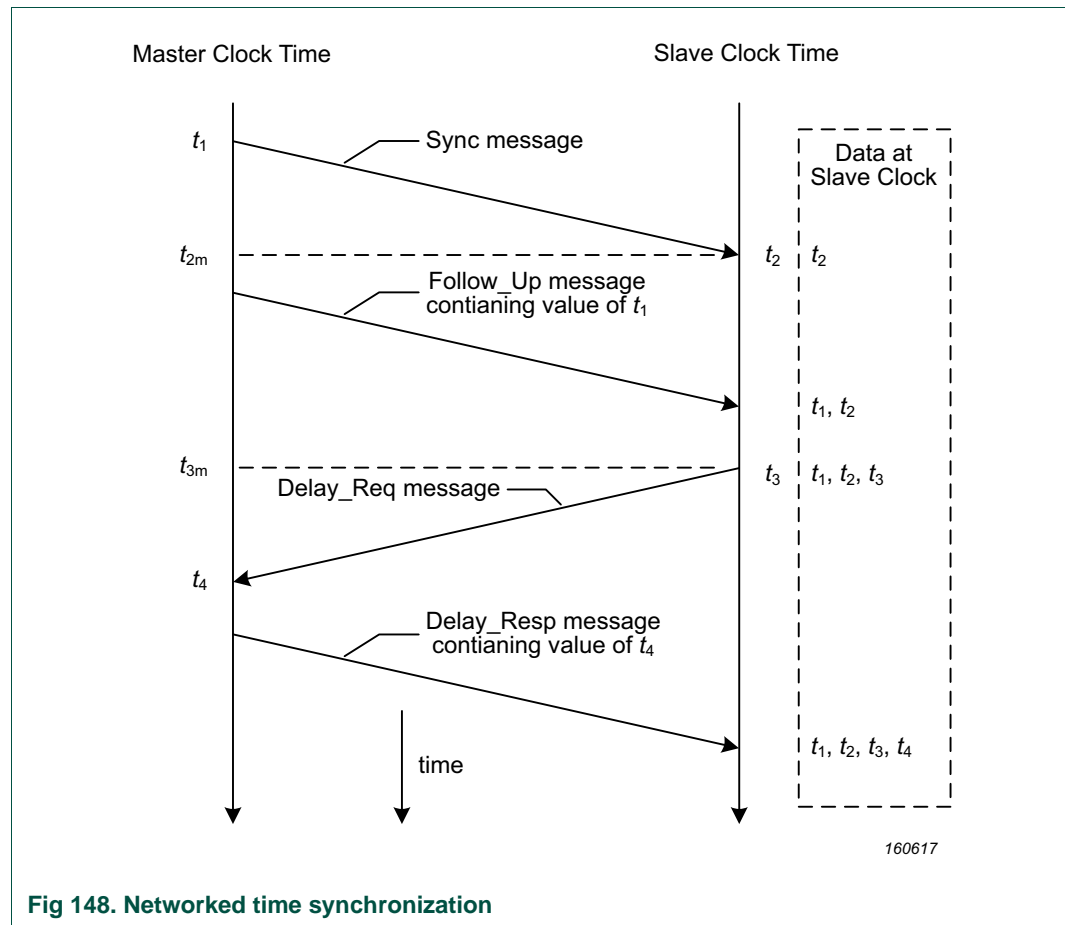 Master Clock Time
Slave Clock Time
t1
Sync message
Data at
Slave Clock
t2m
t2
t2
Follow_Up message
contianing value of t1
t1, t2
t3m
t3
t1, t2, t3
Delay_Req message
t4
Delay_Resp message
contianing value of t4
t1, t2, t3, t4
time
160617
Fig 148. Networked time synchronization